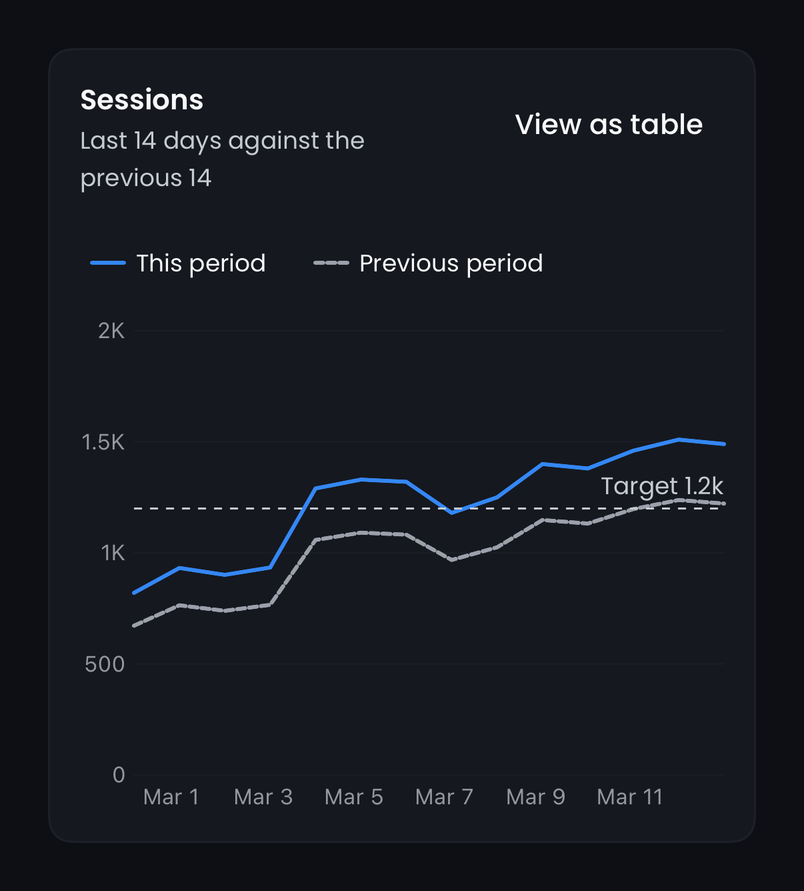 Sessions
View as table
Last 14 days against the
previous 14
This period
Previous period
2K
1.5K
Target 1.2k
1K
500
0
Mar 1
Mar 3
Mar 5
Mar 7
Mar 9
Mar 11